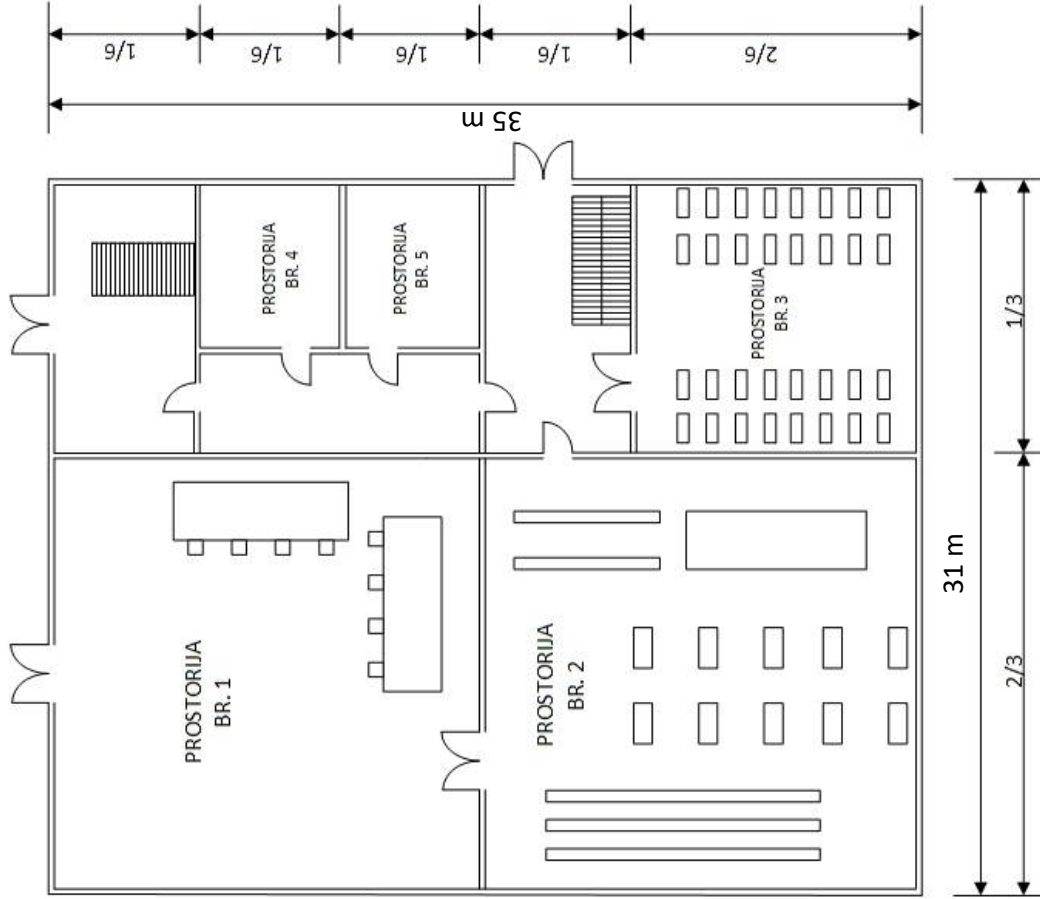 1/6
1/6
1/6
1/6
2/6
35 m
PROSTORIJA
BR. 4
PROSTORIJA
BR. 5
PROSTORIJA
BR. 3
PROSTORIJA
BR. 1
PROSTORIJA
BR. 2
31 m
1/3
2/3